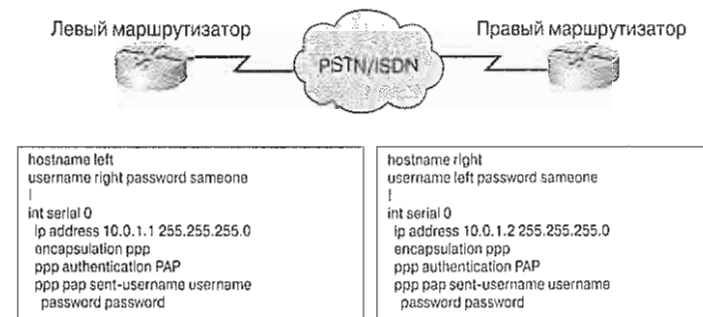 Левый маршрутизатор
Правый маршрутизатор
PSTN/ISDN
hostname left
username right password sameone
!
int serial 0
ip address 10.0.1.1 255.255.255.0
encapsulation ppp
ppp authentication PAP
ppp pap sent-username username
password password
hostname right
username left password sameone
!
int serial 0
ip address 10.0.1.2 255.255.255.0
encapsulation ppp
ppp authentication PAP
ppp pap sent-username username
password password